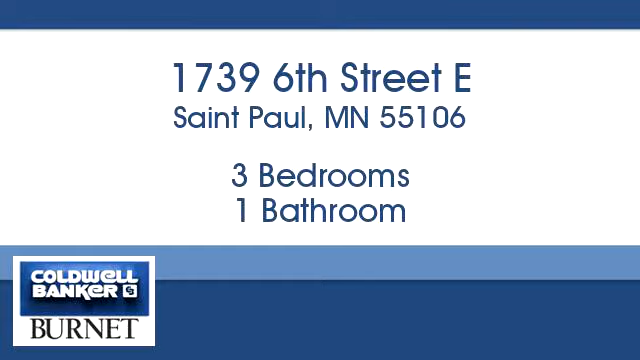 1739 6th Street E
Saint Paul, MN 55106
3 Bedrooms
1 Bathroom
COLDWELL
BANKER
BURNET